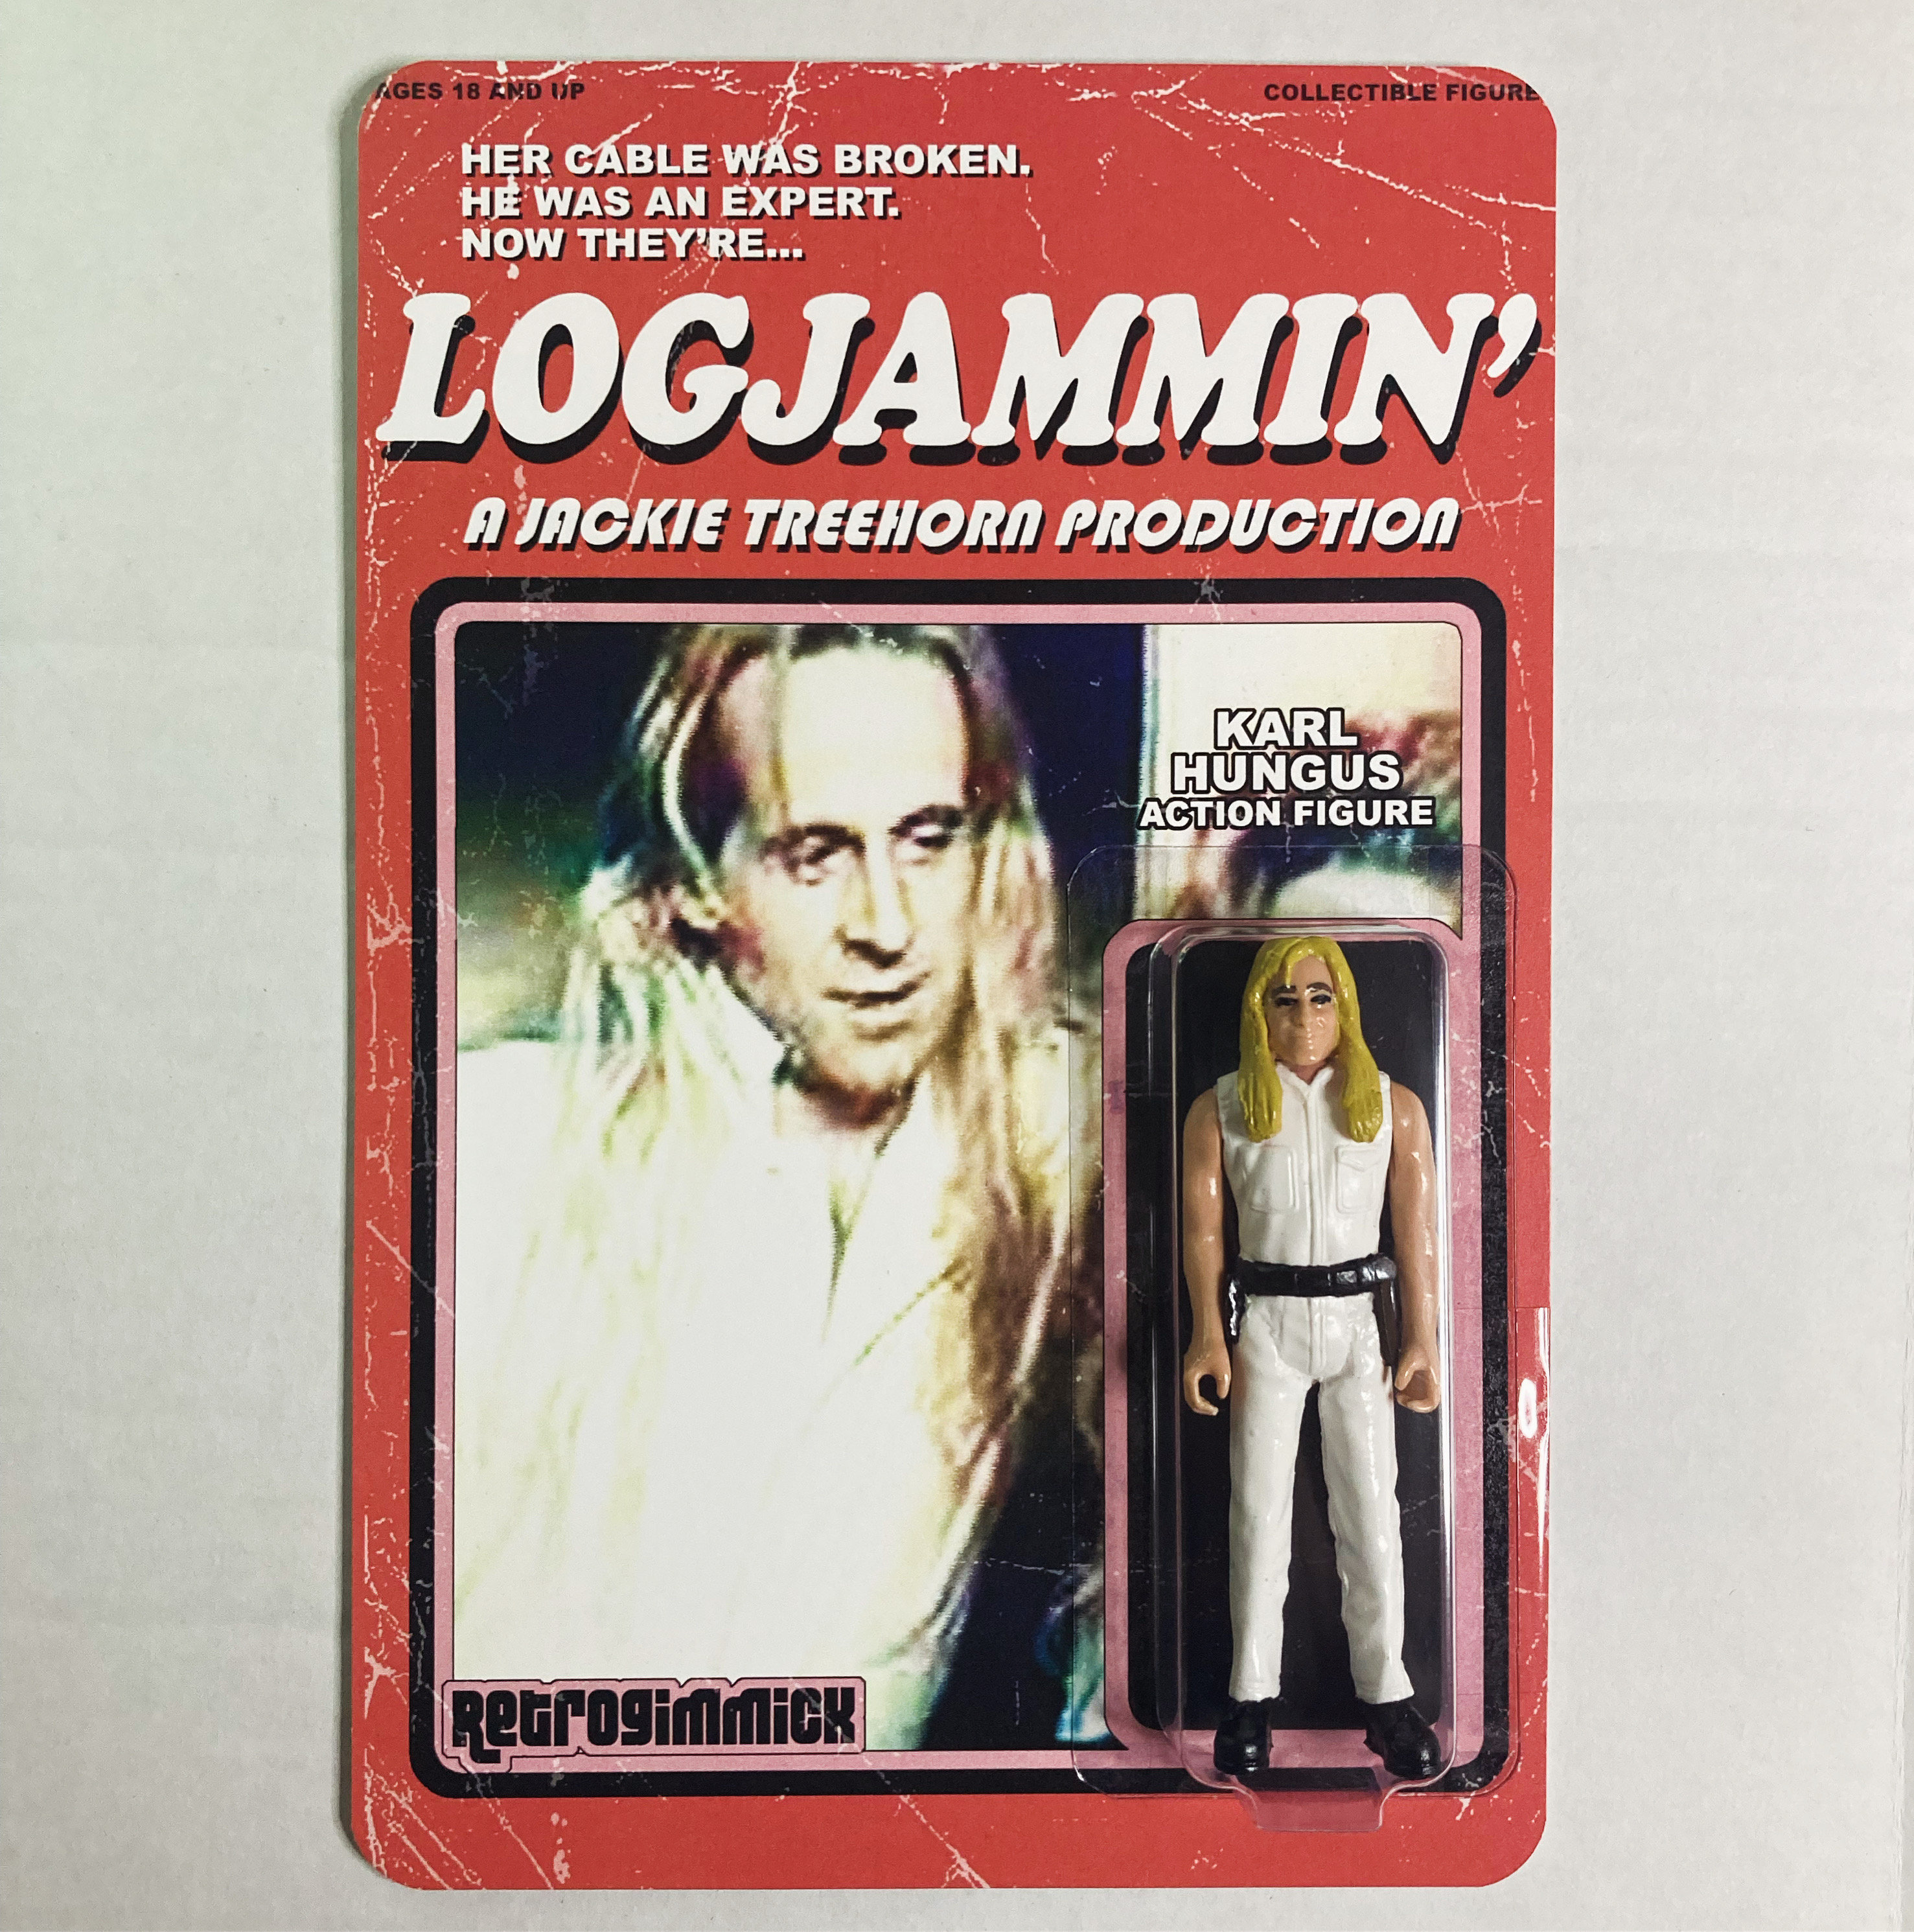 AGES 18 AND UP
COLLECTIBLE FIGURE
HER CABLE WAS BROKEN.
HE WAS AN EXPERT.
NOW THEY'RE...
LOGJAMMIN'
A JACKIE TREEHORN PRODUCTION
KARL
HUNGUS
ACTION FIGURE
Retrogimmick